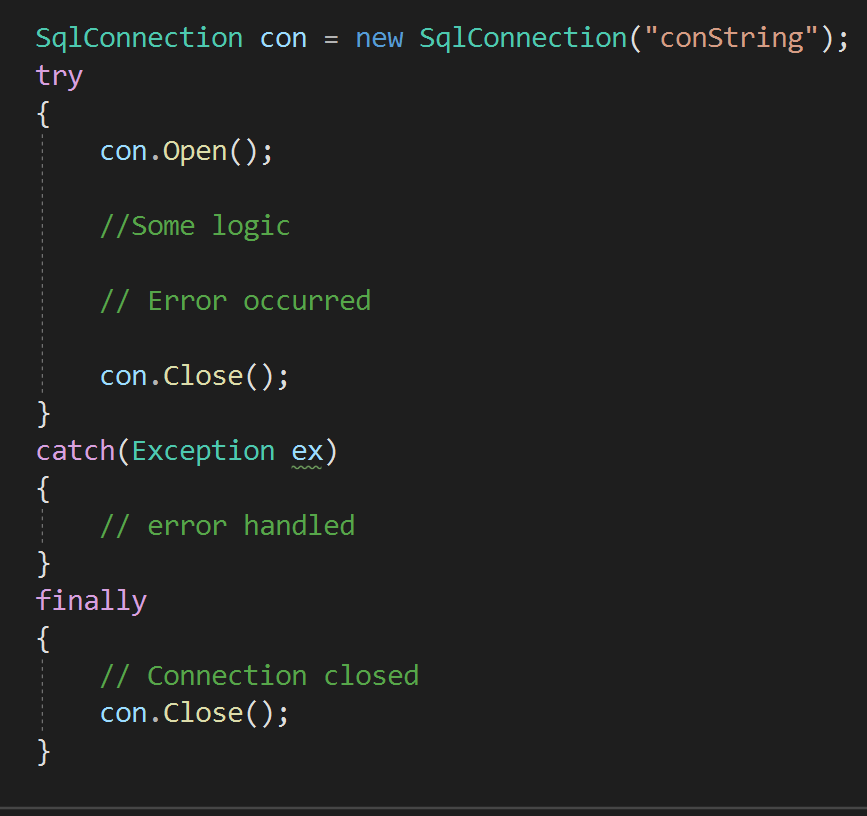 SqlConnection con = new SqlConnection("conString");
try
{
    con.Open();
    //Some logic
    // Error occurred
    con.Close();
}
catch(Exception ex)
{
    // error handled
}
finally
{
    // Connection closed
    con.Close();
}